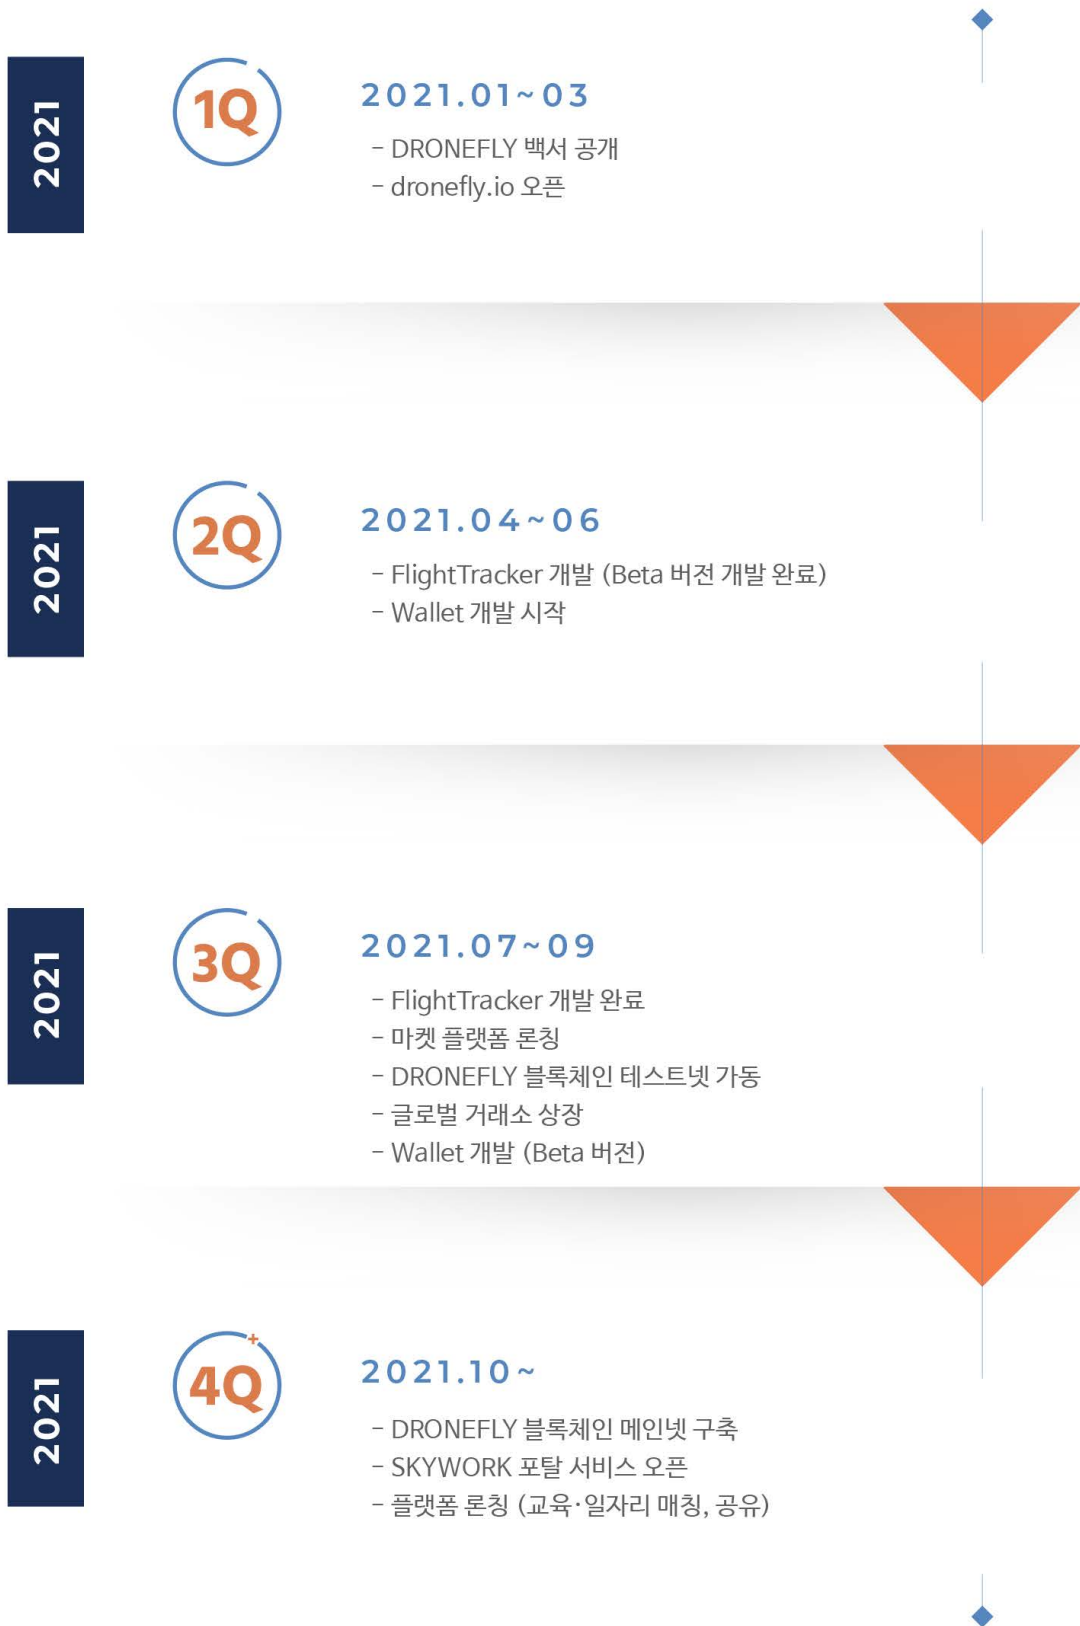 2021
1Q
2021.01~03
- DRONEFLY 백서 공개
- dronefly.io 오픈
2021
2Q
2021.04~06
- FlightTracker 개발 (Beta 버전 개발 완료)
- Wallet 개발 시작
2021
3Q
2021.07~09
- FlightTracker 개발 완료
- 마켓 플랫폼 론칭
- DRONEFLY 블록체인 테스트넷 가동
- 글로벌 거래소 상장
- Wallet 개발 (Beta 버전)
2021
4Q+
2021.10~
- DRONEFLY 블록체인 메인넷 구축
- SKYWORK 포탈 서비스 오픈
- 플랫폼 론칭 (교육·일자리 매칭, 공유)